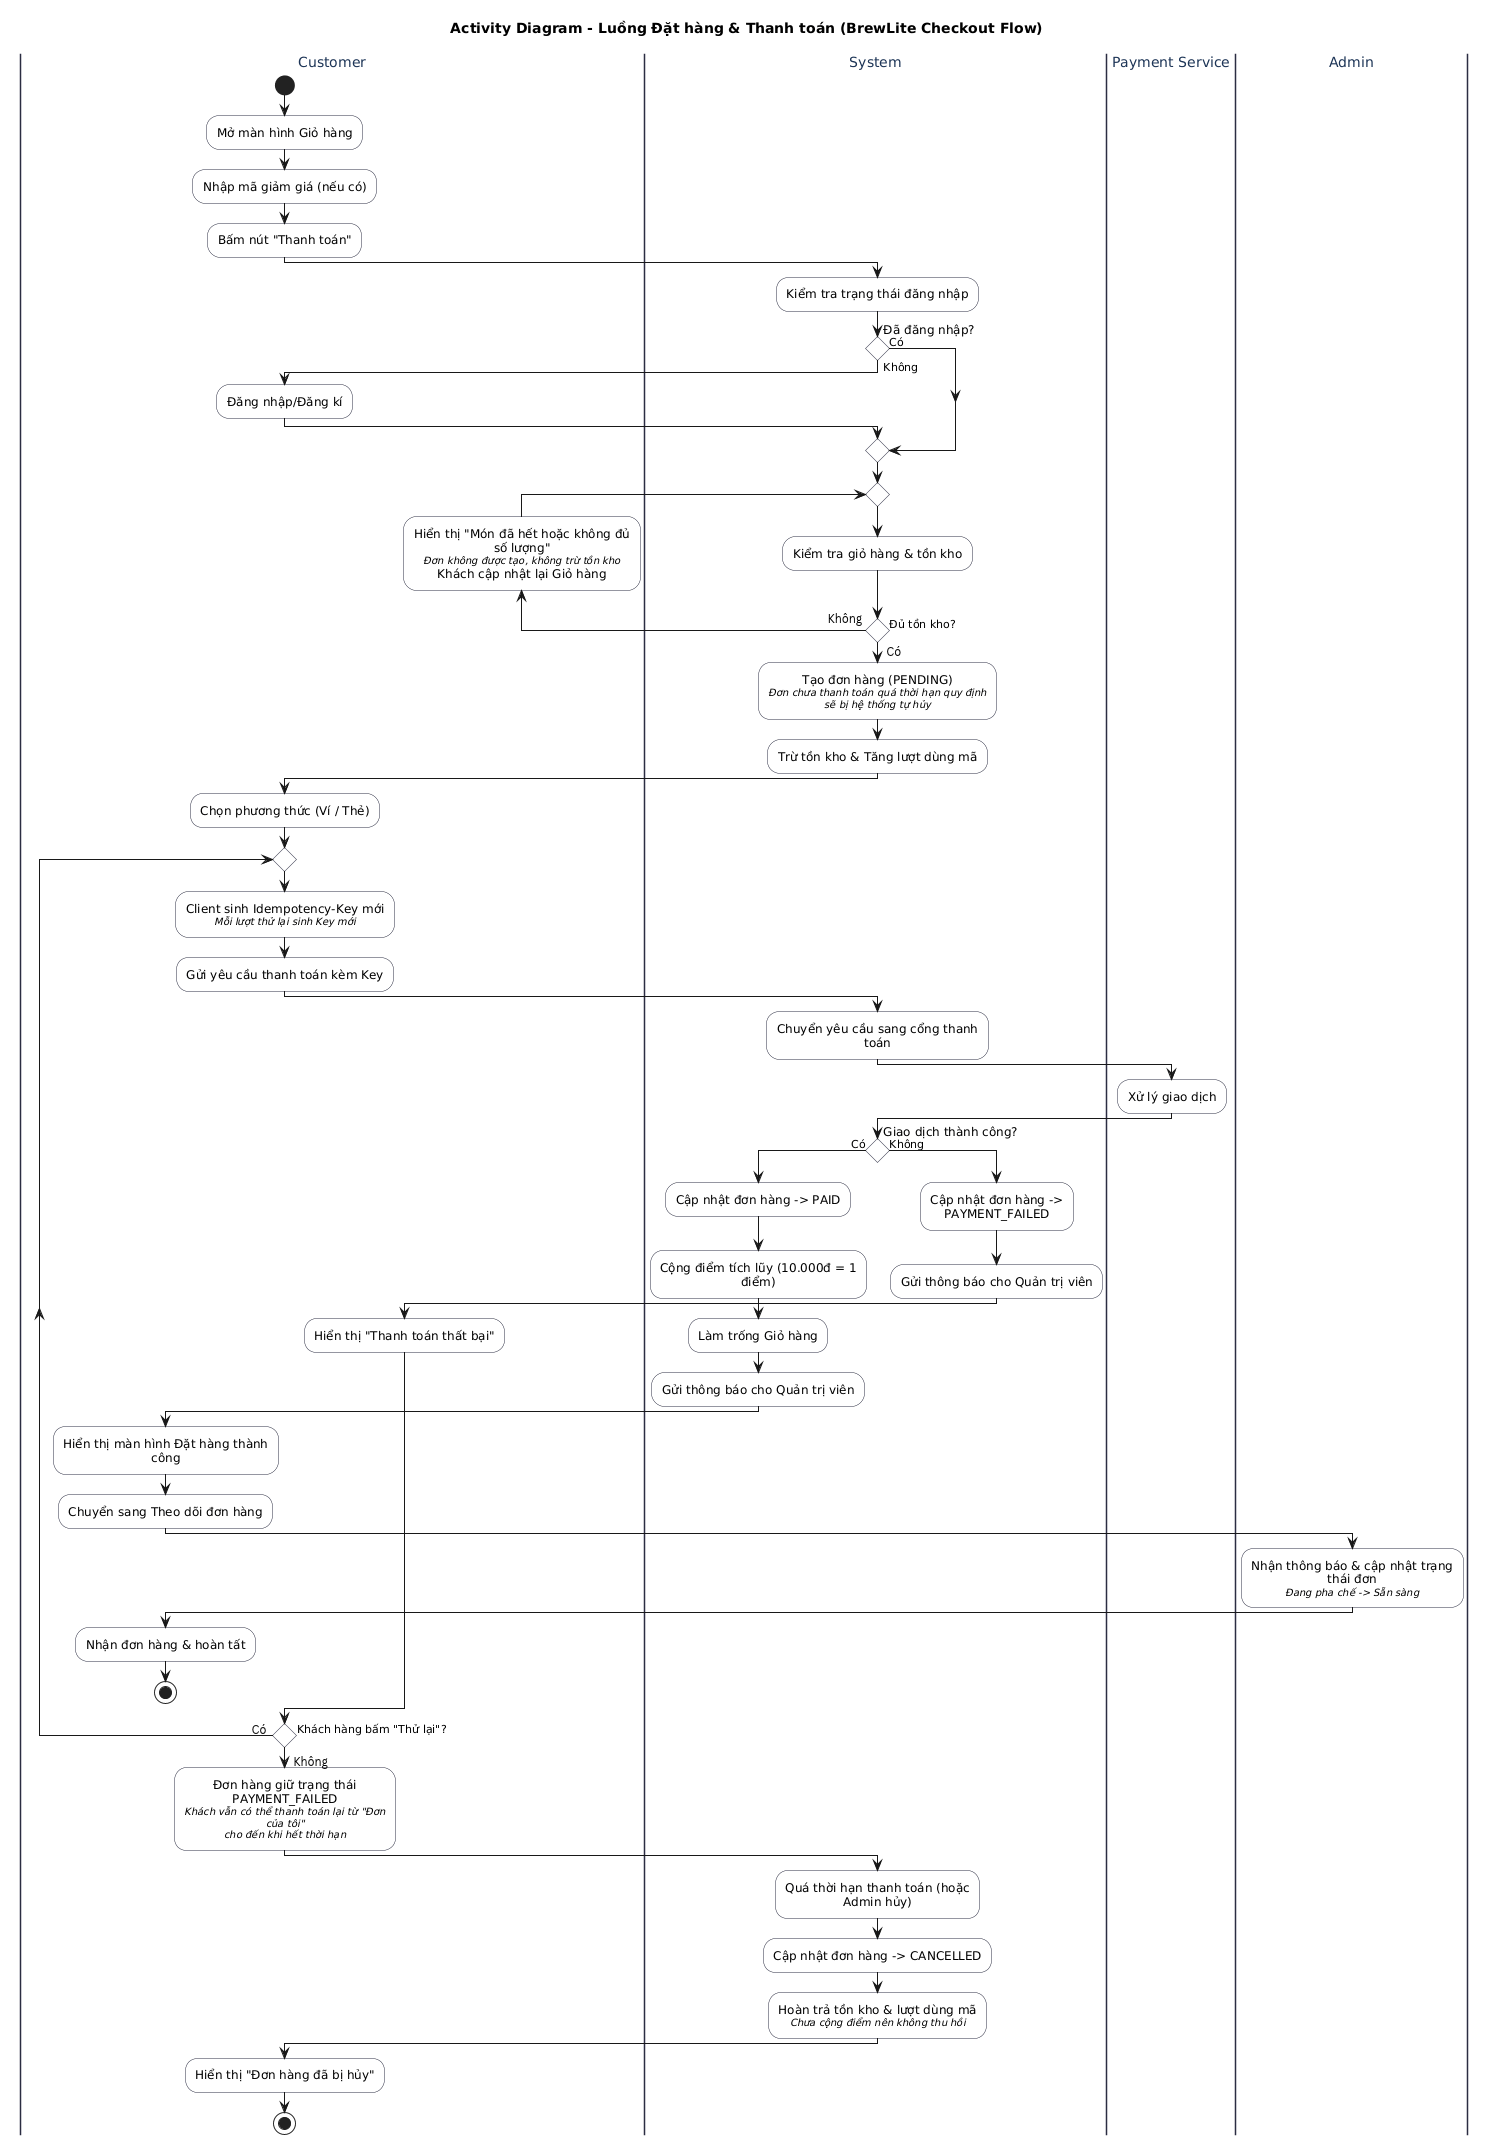 Activity Diagram - Luồng Đặt hàng & Thanh toán (BrewLite Checkout Flow)
Customer
System
Payment Service
Admin
Mở màn hình Giỏ hàng
Nhập mã giảm giá (nếu có)
Bấm nút "Thanh toán"
Kiểm tra trạng thái đăng nhập
Đã đăng nhập?
Có
Không
Đăng nhập/Đăng kí
Hiển thị "Món đã hết hoặc không đủ
số lượng"
Đơn không được tạo, không trừ tồn kho
Khách cập nhật lại Giỏ hàng
Kiểm tra giỏ hàng & tồn kho
Không
Đủ tồn kho?
Có
Tạo đơn hàng (PENDING)
Đơn chưa thanh toán quá thời hạn quy định
sẽ bị hệ thống tự hủy
Trừ tồn kho & Tăng lượt dùng mã
Chọn phương thức (Ví / Thẻ)
Client sinh Idempotency-Key mới
Mỗi lượt thử lại sinh Key mới
Gửi yêu cầu thanh toán kèm Key
Chuyển yêu cầu sang cổng thanh
toán
Xử lý giao dịch
Giao dịch thành công?
Có
Không
Cập nhật đơn hàng -> PAID
Cập nhật đơn hàng ->
PAYMENT_FAILED
Cộng điểm tích lũy (10.000đ = 1
điểm)
Gửi thông báo cho Quản trị viên
Hiển thị "Thanh toán thất bại"
Làm trống Giỏ hàng
Gửi thông báo cho Quản trị viên
Hiển thị màn hình Đặt hàng thành
công
Chuyển sang Theo dõi đơn hàng
Nhận thông báo & cập nhật trạng
thái đơn
Đang pha chế -> Sẵn sàng
Nhận đơn hàng & hoàn tất
Có
Khách hàng bấm "Thử lại"?
Không
Đơn hàng giữ trạng thái
PAYMENT_FAILED
Khách vẫn có thể thanh toán lại từ "Đơn
của tôi"
cho đến khi hết thời hạn
Quá thời hạn thanh toán (hoặc
Admin hủy)
Cập nhật đơn hàng -> CANCELLED
Hoàn trả tồn kho & lượt dùng mã
Chưa cộng điểm nên không thu hồi
Hiển thị "Đơn hàng đã bị hủy"